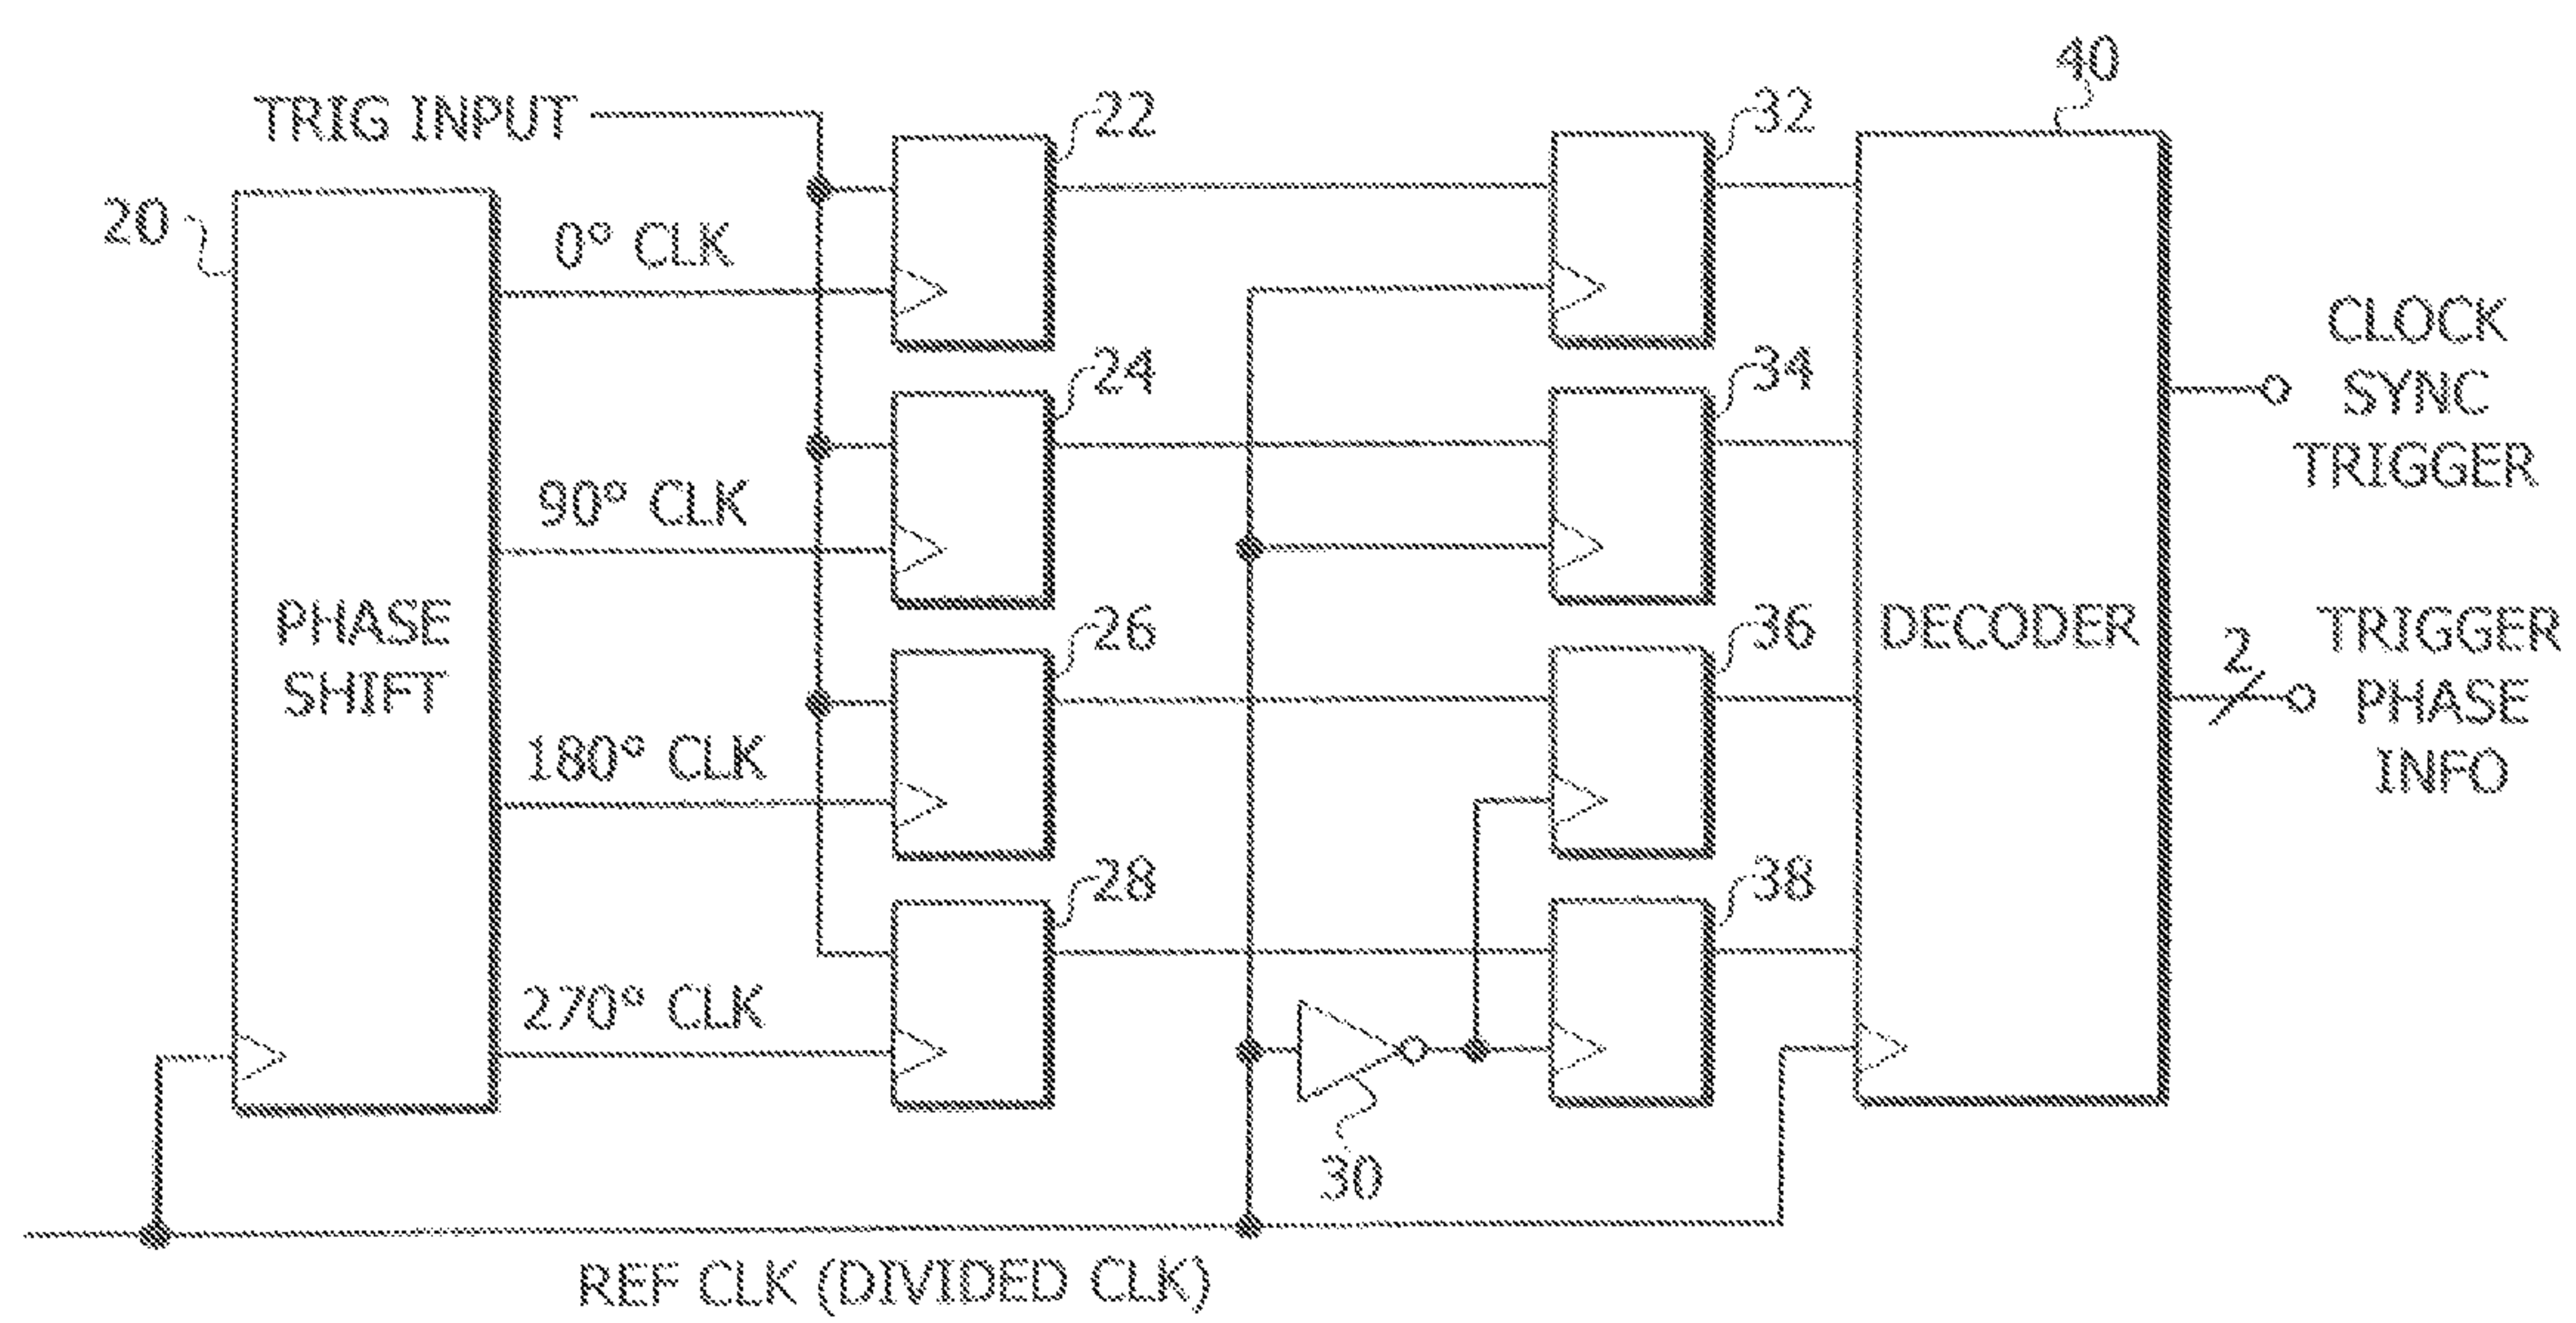 TRIG INPUT
22
32
40
20
0° CLK
CLOCK
SYNC
TRIGGER
24
34
90° CLK
PHASE
SHIFT
26
36
DECODER
2
TRIGGER
PHASE
INFO
180° CLK
28
38
270° CLK
30
REF CLK (DIVIDED CLK)